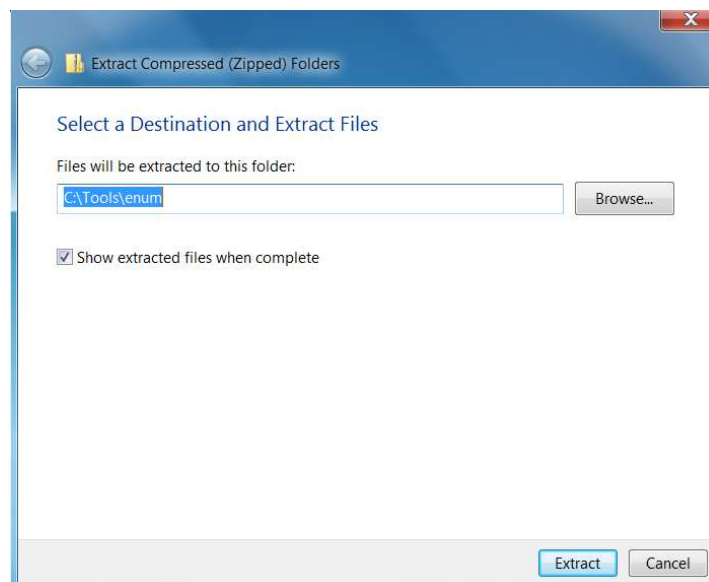 X
Extract Compressed (Zipped) Folders
Select a Destination and Extract Files
Files will be extracted to this folder:
C:\Tools\enum
Browse...
Show extracted files when complete
Extract
Cancel